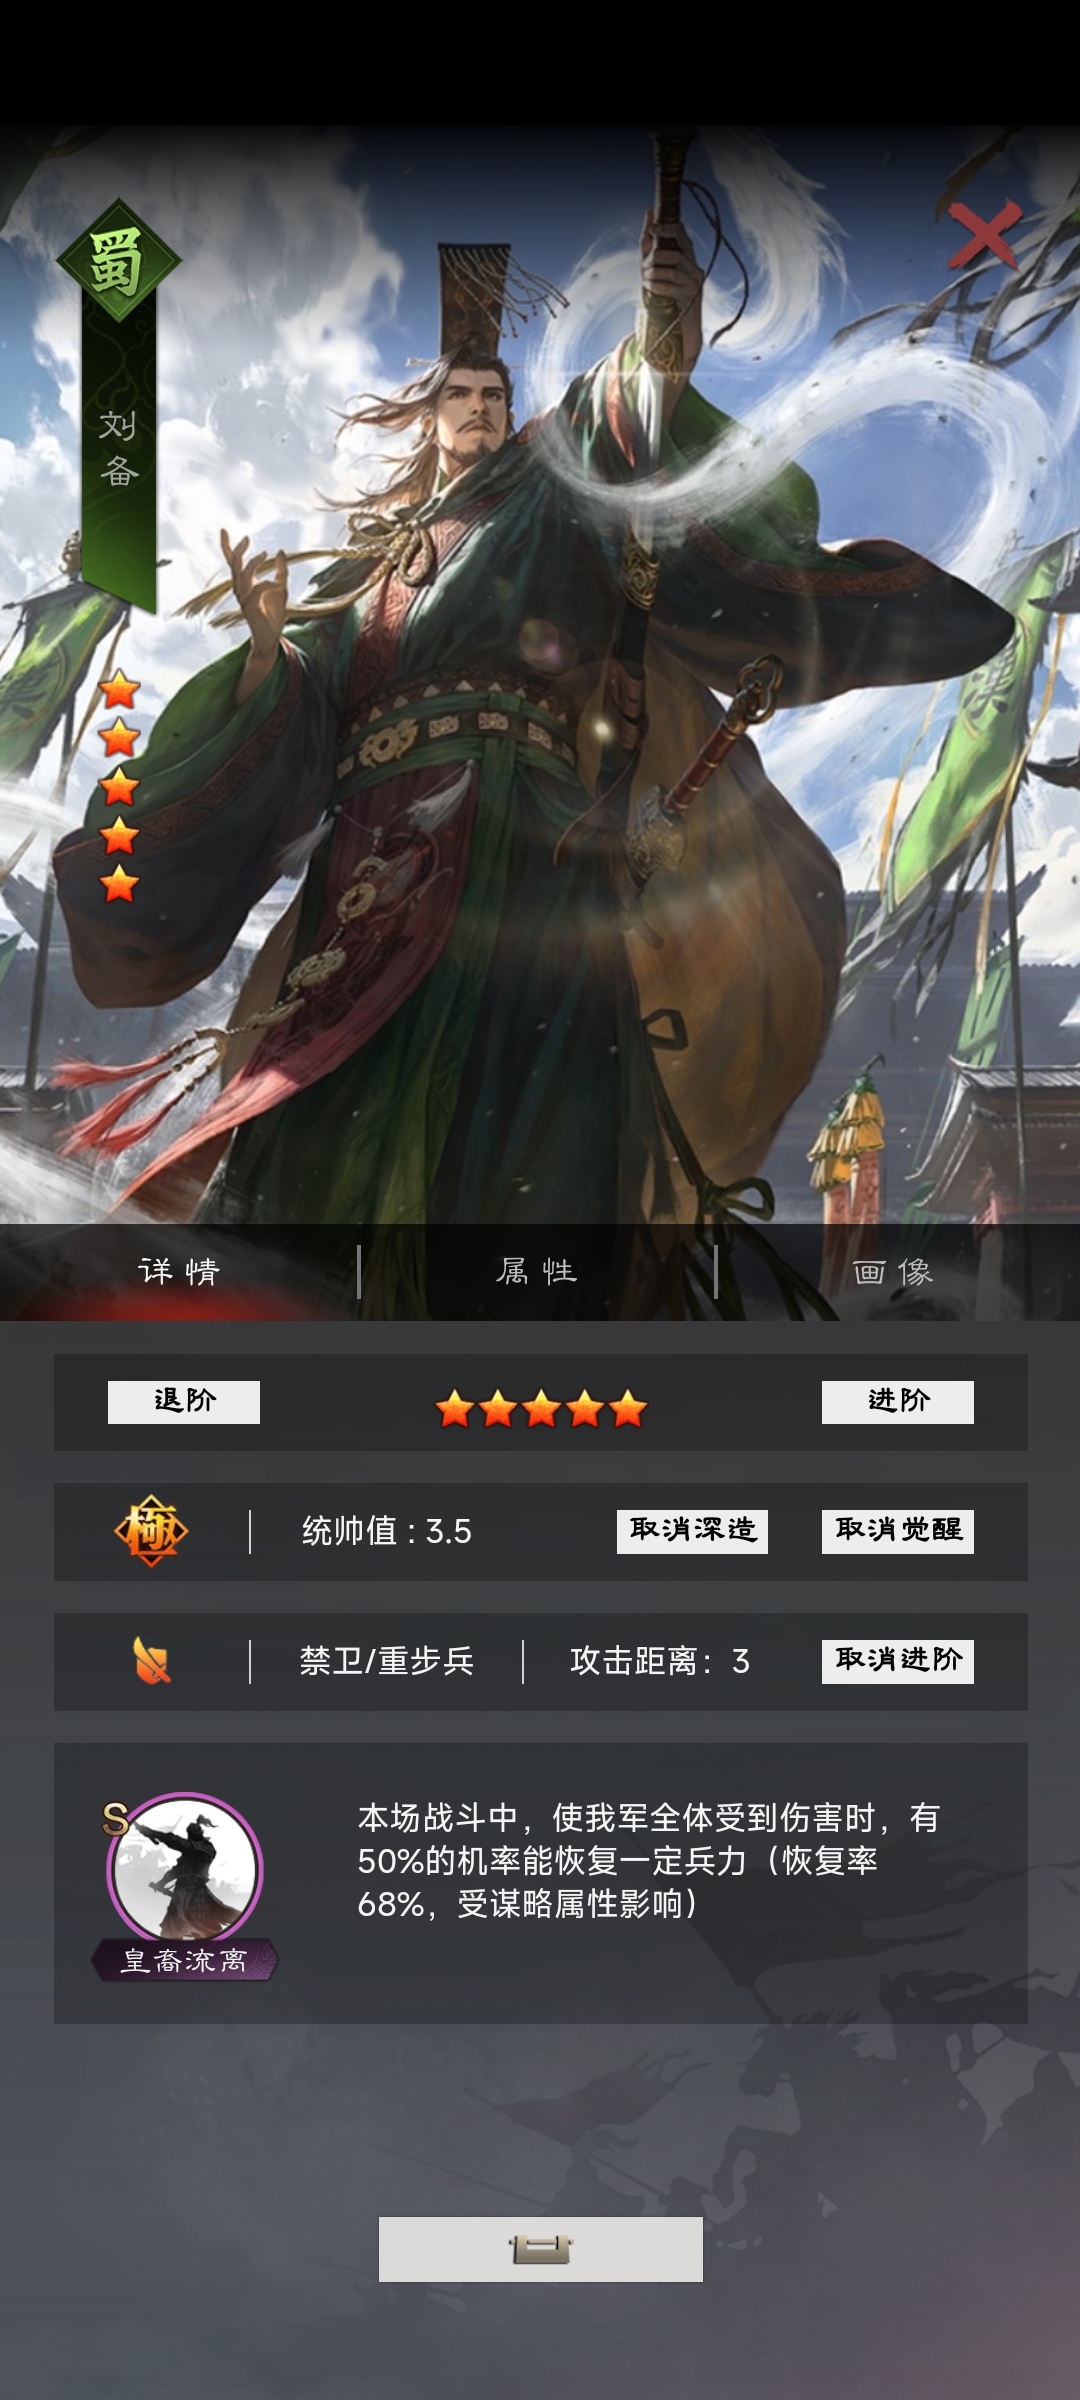 蜀
刘备
详情
属性
画像
退阶
进阶
極
统帅值：3.5
取消深造
取消觉醒
禁卫/重步兵
攻击距离：3
取消进阶
S
皇裔流离
本场战斗中，使我军全体受到伤害时，有
50%的机率能恢复一定兵力（恢复率
68%，受谋略属性影响）